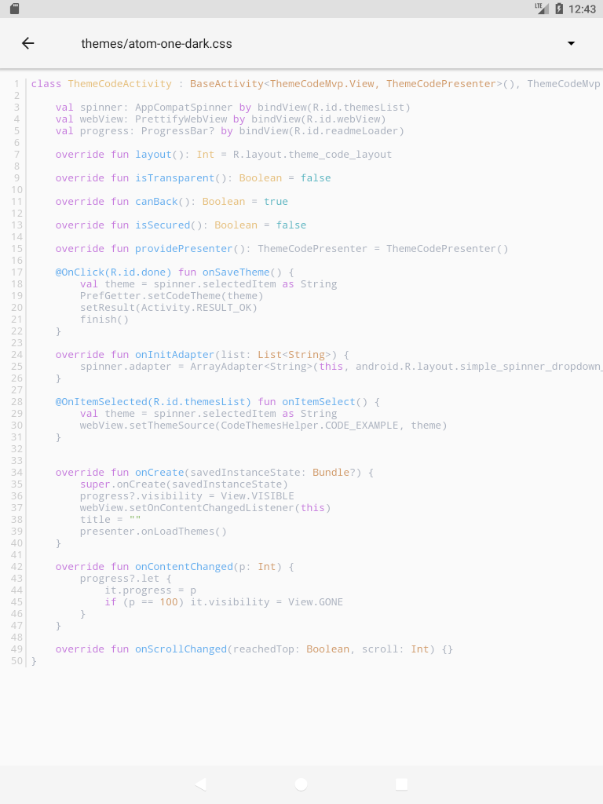 LTE 12:43
themes/atom-one-dark.css
1 class ThemeCodeActivity : BaseActivity<ThemeCodeMvp.View, ThemeCodePresenter>(), ThemeCodeMvp
2
3 val spinner: AppCompatSpinner by bindView(R.id.themesList)
4 val webView: PrettifyWebView by bindView(R.id.webView)
5 val progress: ProgressBar? by bindView(R.id.readmeLoader)
6
7 override fun layout(): Int = R.layout.theme_code_layout
8
9 override fun isTransparent(): Boolean = false
10
11 override fun canBack(): Boolean = true
12
13 override fun isSecured(): Boolean = false
14
15 override fun providePresenter(): ThemeCodePresenter = ThemeCodePresenter()
16
17 @OnClick(R.id.done) fun onSaveTheme() {
18 val theme = spinner.selectedItem as String
19 PrefGetter.setCodeTheme(theme)
20 setResult(Activity.RESULT_OK)
21 finish()
22 }
23
24 override fun onInitAdapter(list: List<String>) {
25 spinner.adapter = ArrayAdapter<String>(this, android.R.layout.simple_spinner_dropdown_
26 }
27
28 @OnItemSelected(R.id.themesList) fun onItemSelect() {
29 val theme = spinner.selectedItem as String
30 webView.setThemeSource(CodeThemesHelper.CODE_EXAMPLE, theme)
31 }
32
33
34 override fun onCreate(savedInstanceState: Bundle?) {
35 super.onCreate(savedInstanceState)
36 progress?.visibility = View.VISIBLE
37 webView.setOnContentChangedListener(this)
38 title = ""
39 presenter.onLoadThemes()
40 }
41
42 override fun onContentChanged(p: Int) {
43 progress?.let {
44 it.progress = p
45 if (p == 100) it.visibility = View.GONE
46 }
47 }
48
49 override fun onScrollChanged(reachedTop: Boolean, scroll: Int) {}
50 }